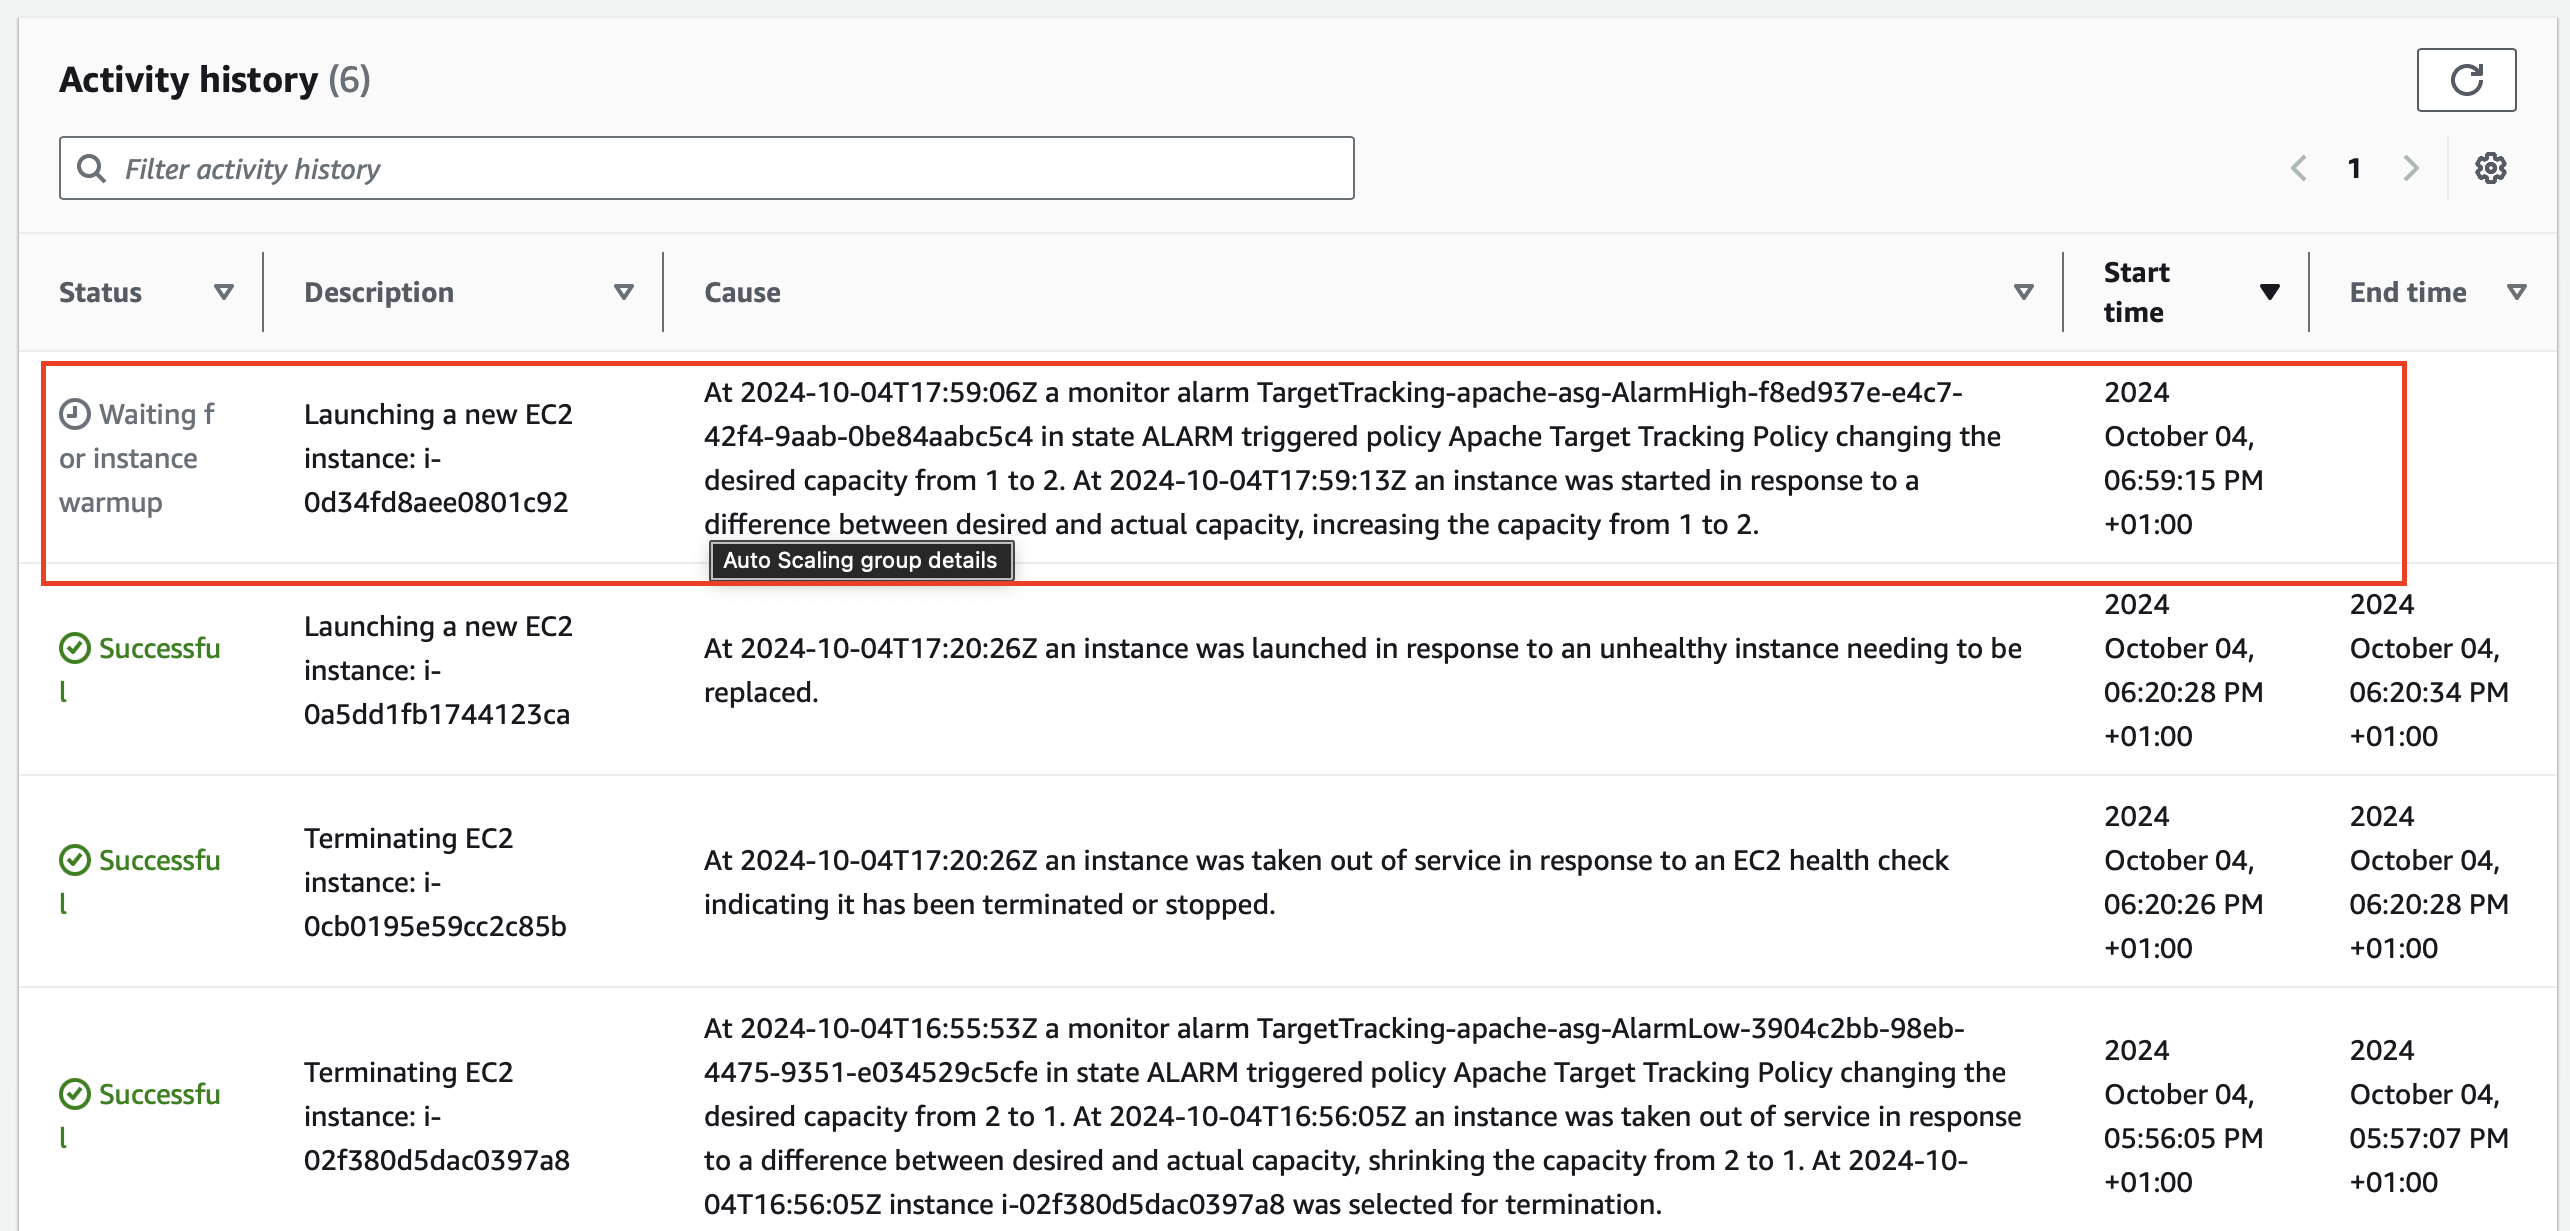 Activity history (6)
Filter activity history
1
Status
Description
Cause
Start
time
End time
Waiting f
or instance
warmup
Launching a new EC2
instance: i-
0d34fd8aee0801c92
At 2024-10-04T17:59:06Z a monitor alarm TargetTracking-apache-asg-AlarmHigh-f8ed937e-e4c7-
42f4-9aab-0be84aabc5c4 in state ALARM triggered policy Apache Target Tracking Policy changing the
desired capacity from 1 to 2. At 2024-10-04T17:59:13Z an instance was started in response to a
difference between desired and actual capacity, increasing the capacity from 1 to 2.
2024
October 04,
06:59:15 PM
+01:00
Auto Scaling group details
Successfu
l
Launching a new EC2
instance: i-
0a5dd1fb1744123ca
At 2024-10-04T17:20:26Z an instance was launched in response to an unhealthy instance needing to be
replaced.
2024
October 04,
06:20:28 PM
+01:00
2024
October 04,
06:20:34 PM
+01:00
Successfu
l
Terminating EC2
instance: i-
0cb0195e59cc2c85b
At 2024-10-04T17:20:26Z an instance was taken out of service in response to an EC2 health check
indicating it has been terminated or stopped.
2024
October 04,
06:20:26 PM
+01:00
2024
October 04,
06:20:28 PM
+01:00
Successfu
l
Terminating EC2
instance: i-
02f380d5dac0397a8
At 2024-10-04T16:55:53Z a monitor alarm TargetTracking-apache-asg-AlarmLow-3904c2bb-98eb-
4475-9351-e034529c5cfe in state ALARM triggered policy Apache Target Tracking Policy changing the
desired capacity from 2 to 1. At 2024-10-04T16:56:05Z an instance was taken out of service in response
to a difference between desired and actual capacity, shrinking the capacity from 2 to 1. At 2024-10-
04T16:56:05Z instance i-02f380d5dac0397a8 was selected for termination.
2024
October 04,
05:56:05 PM
+01:00
2024
October 04,
05:57:07 PM
+01:00